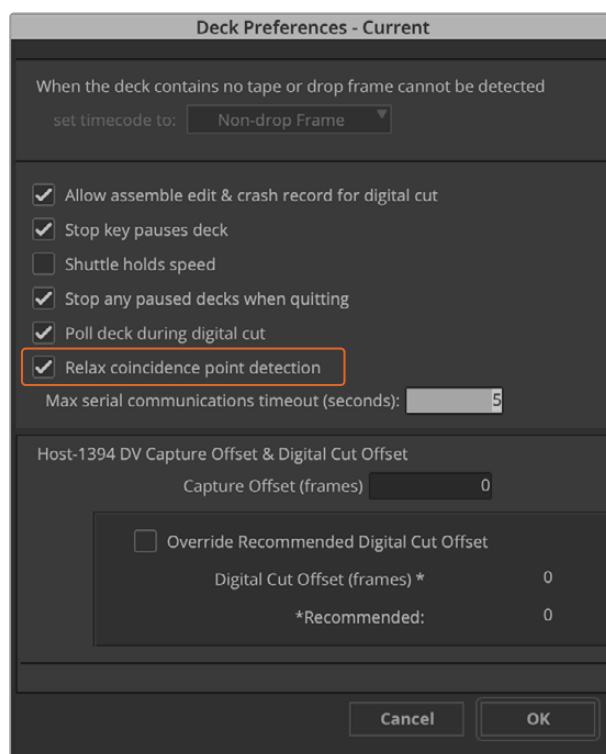 Deck Preferences - Current
When the deck contains no tape or drop frame cannot be detected
set timecode to: Non-drop Frame
Allow assemble edit & crash record for digital cut
Stop key pauses deck
Shuttle holds speed
Stop any paused decks when quitting
Poll deck during digital cut
Relax coincidence point detection
Max serial communications timeout (seconds): 5
Host-1394 DV Capture Offset & Digital Cut Offset
Capture Offset (frames) 0
Override Recommended Digital Cut Offset
Digital Cut Offset (frames) * 0
*Recommended: 0
Cancel OK